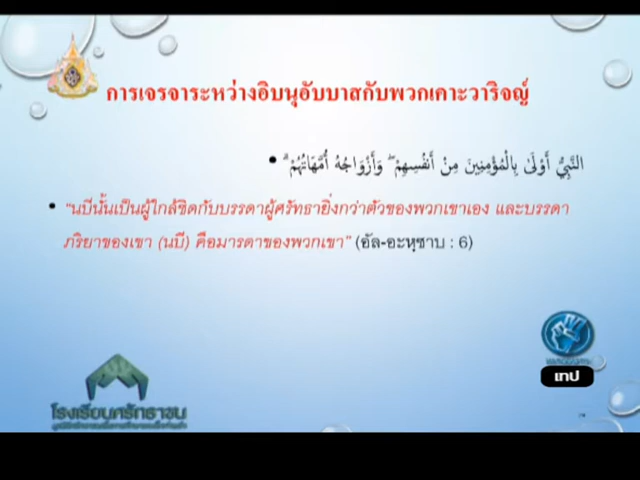 การเจรจาระหว่างอิบนุอับบาสกับพวกเคาะวาริจญ์
• النَّبِيُّ أَوْلَىٰ بِالْمُؤْمِنِينَ مِنْ أَنفُسِهِمْ ۖ وَأَزْوَاجُهُ أُمَّهَاتُهُمْ ۗ
• “นบีนั้นเป็นผู้ใกล้ชิดกับบรรดาผู้ศรัทธายิ่งกว่าตัวของพวกเขาเอง และบรรดา
ภริยาของเขา (นบี) คือมารดาของพวกเขา” (อัล-อะหฺซาบ : 6)
เทป
โรงเรียนศรัทธาชน